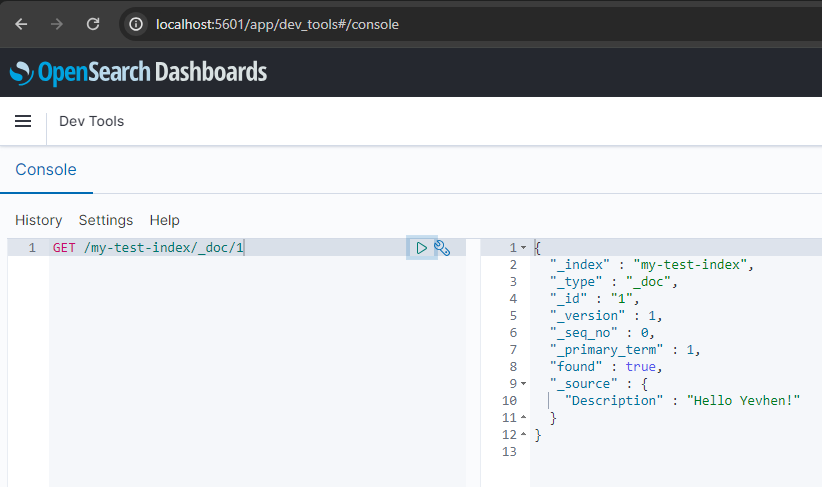 localhost:5601/app/dev_tools#/console
OpenSearch Dashboards
Dev Tools
Console
History Settings Help
1 GET /my-test-index/_doc/1
1 {
2 "_index" : "my-test-index",
3 "_type" : "_doc",
4 "_id" : "1",
5 "_version" : 1,
6 "_seq_no" : 0,
7 "_primary_term" : 1,
8 "found" : true,
9 "_source" : {
10 "Description" : "Hello Yevhen!"
11 }
12 }
13